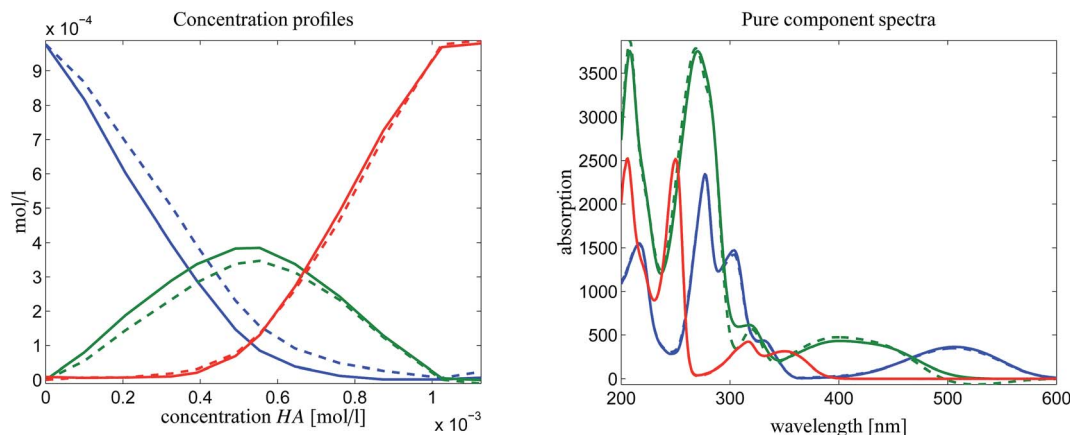 Concentration profiles
x 10⁻⁴
9
8
7
6
5
4
3
2
1
0
mol/l
0 0.2 0.4 0.6 0.8 1
x 10⁻³
concentration HA [mol/l]
Pure component spectra
3500
3000
2500
2000
1500
1000
500
0
absorption
200 300 400 500 600
wavelength [nm]